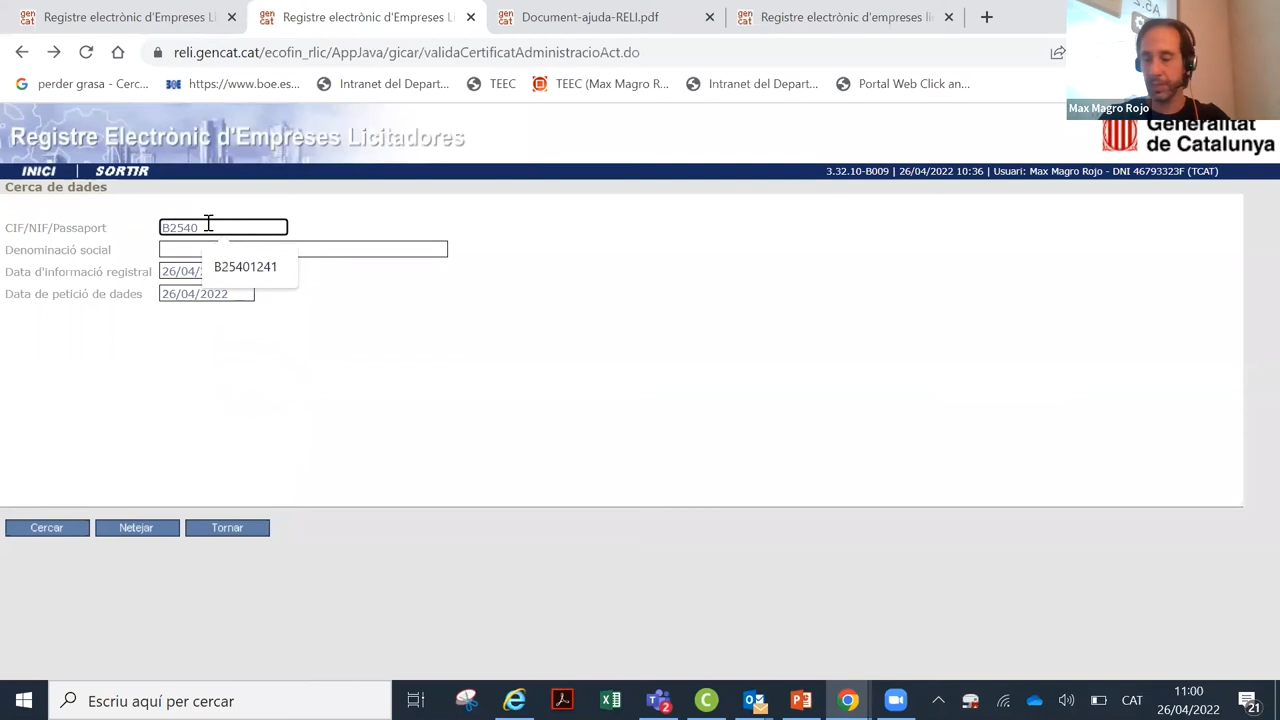 Registre electrònic d'Empreses Li
Registre electrònic d'Empreses Li
Document-ajuda-RELI.pdf
Registre electrònic d'empreses li
reli.gencat.cat/ecofin_rlic/AppJava/gicar/validaCertificatAdministracioAct.do
perder grasa - Cerc...
https://www.boe.es...
Intranet del Depart...
TEEC
TEEC (Max Magro R...
Intranet del Depart...
Portal Web Click an...
Max Magro Rojo
Registre Electrònic d'Empreses Licitadores
Generalitat
de Catalunya
INICI | SORTIR
3.32.10-B009 | 26/04/2022 10:36 | Usuari: Max Magro Rojo - DNI 46793323F (TCAT)
Cerca de dades
CIF/NIF/Passaport B2540
Denominació social
B25401241
Data d'informació registral 26/04/2
Data de petició de dades 26/04/2022
Cercar Netejar Tornar
Escriu aquí per cercar
CAT
11:00
26/04/2022
21
2